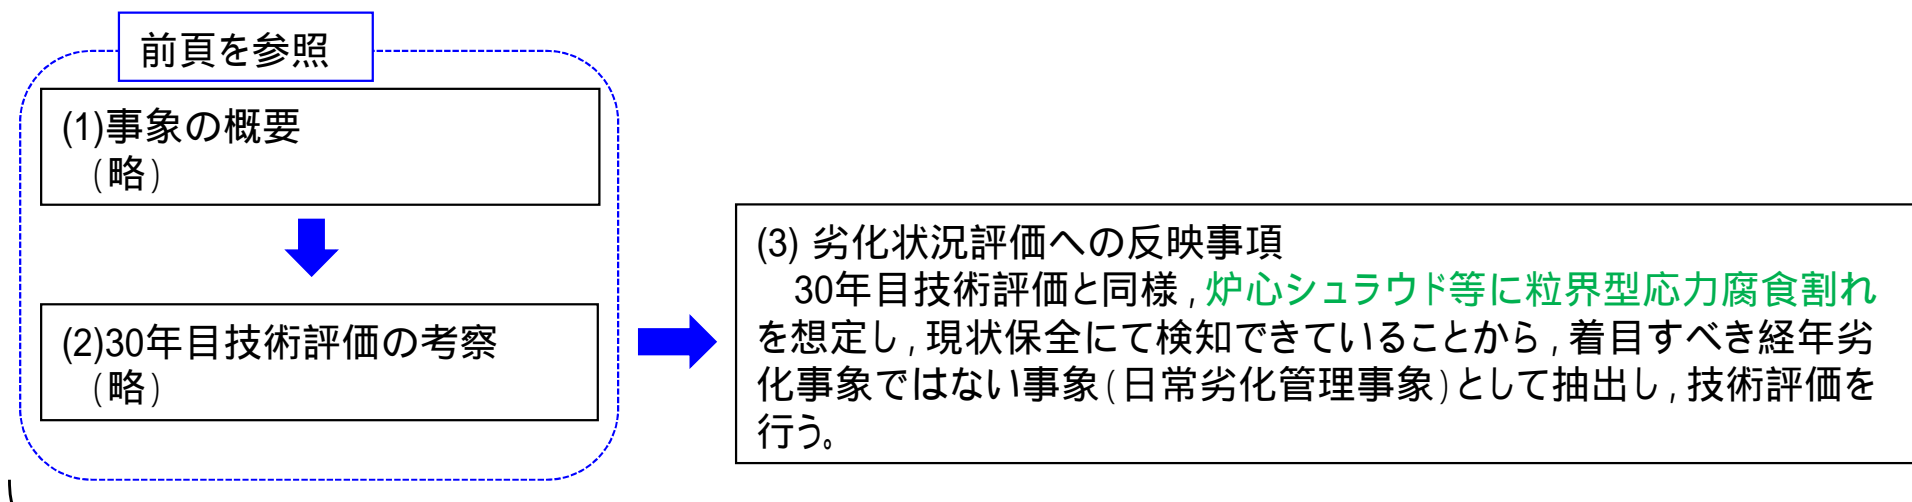 前頁を参照
(1)事象の概要
（略）
(2)30年目技術評価の考察
（略）
(3) 劣化状況評価への反映事項
30年目技術評価と同様，炉心シュラウド等に粒界型応力腐食割れ
を想定し，現状保全にて検知できていることから，着目すべき経年劣
化事象ではない事象（日常劣化管理事象）として抽出し，技術評価を
行う。